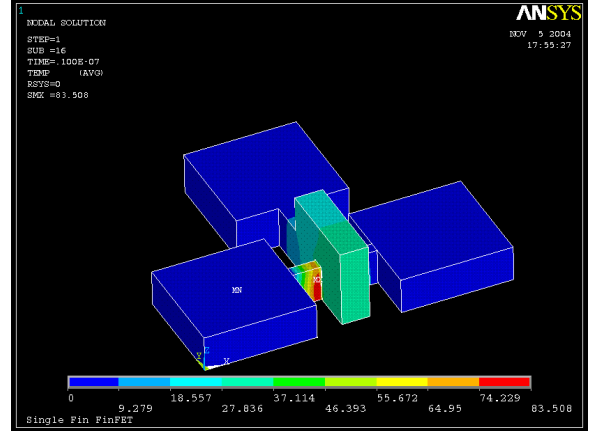 1
ANSYS
NODAL SOLUTION
NOV 5 2004
17:55:27
STEP=1
SUB =16
TIME=.100E-07
TEMP (AVG)
RSYS=0
SMX =83.508
MN
MX
Z
Y
X
0 18.557 37.114 55.672 74.229
9.279 27.836 46.393 64.95 83.508
Single Fin FinFET